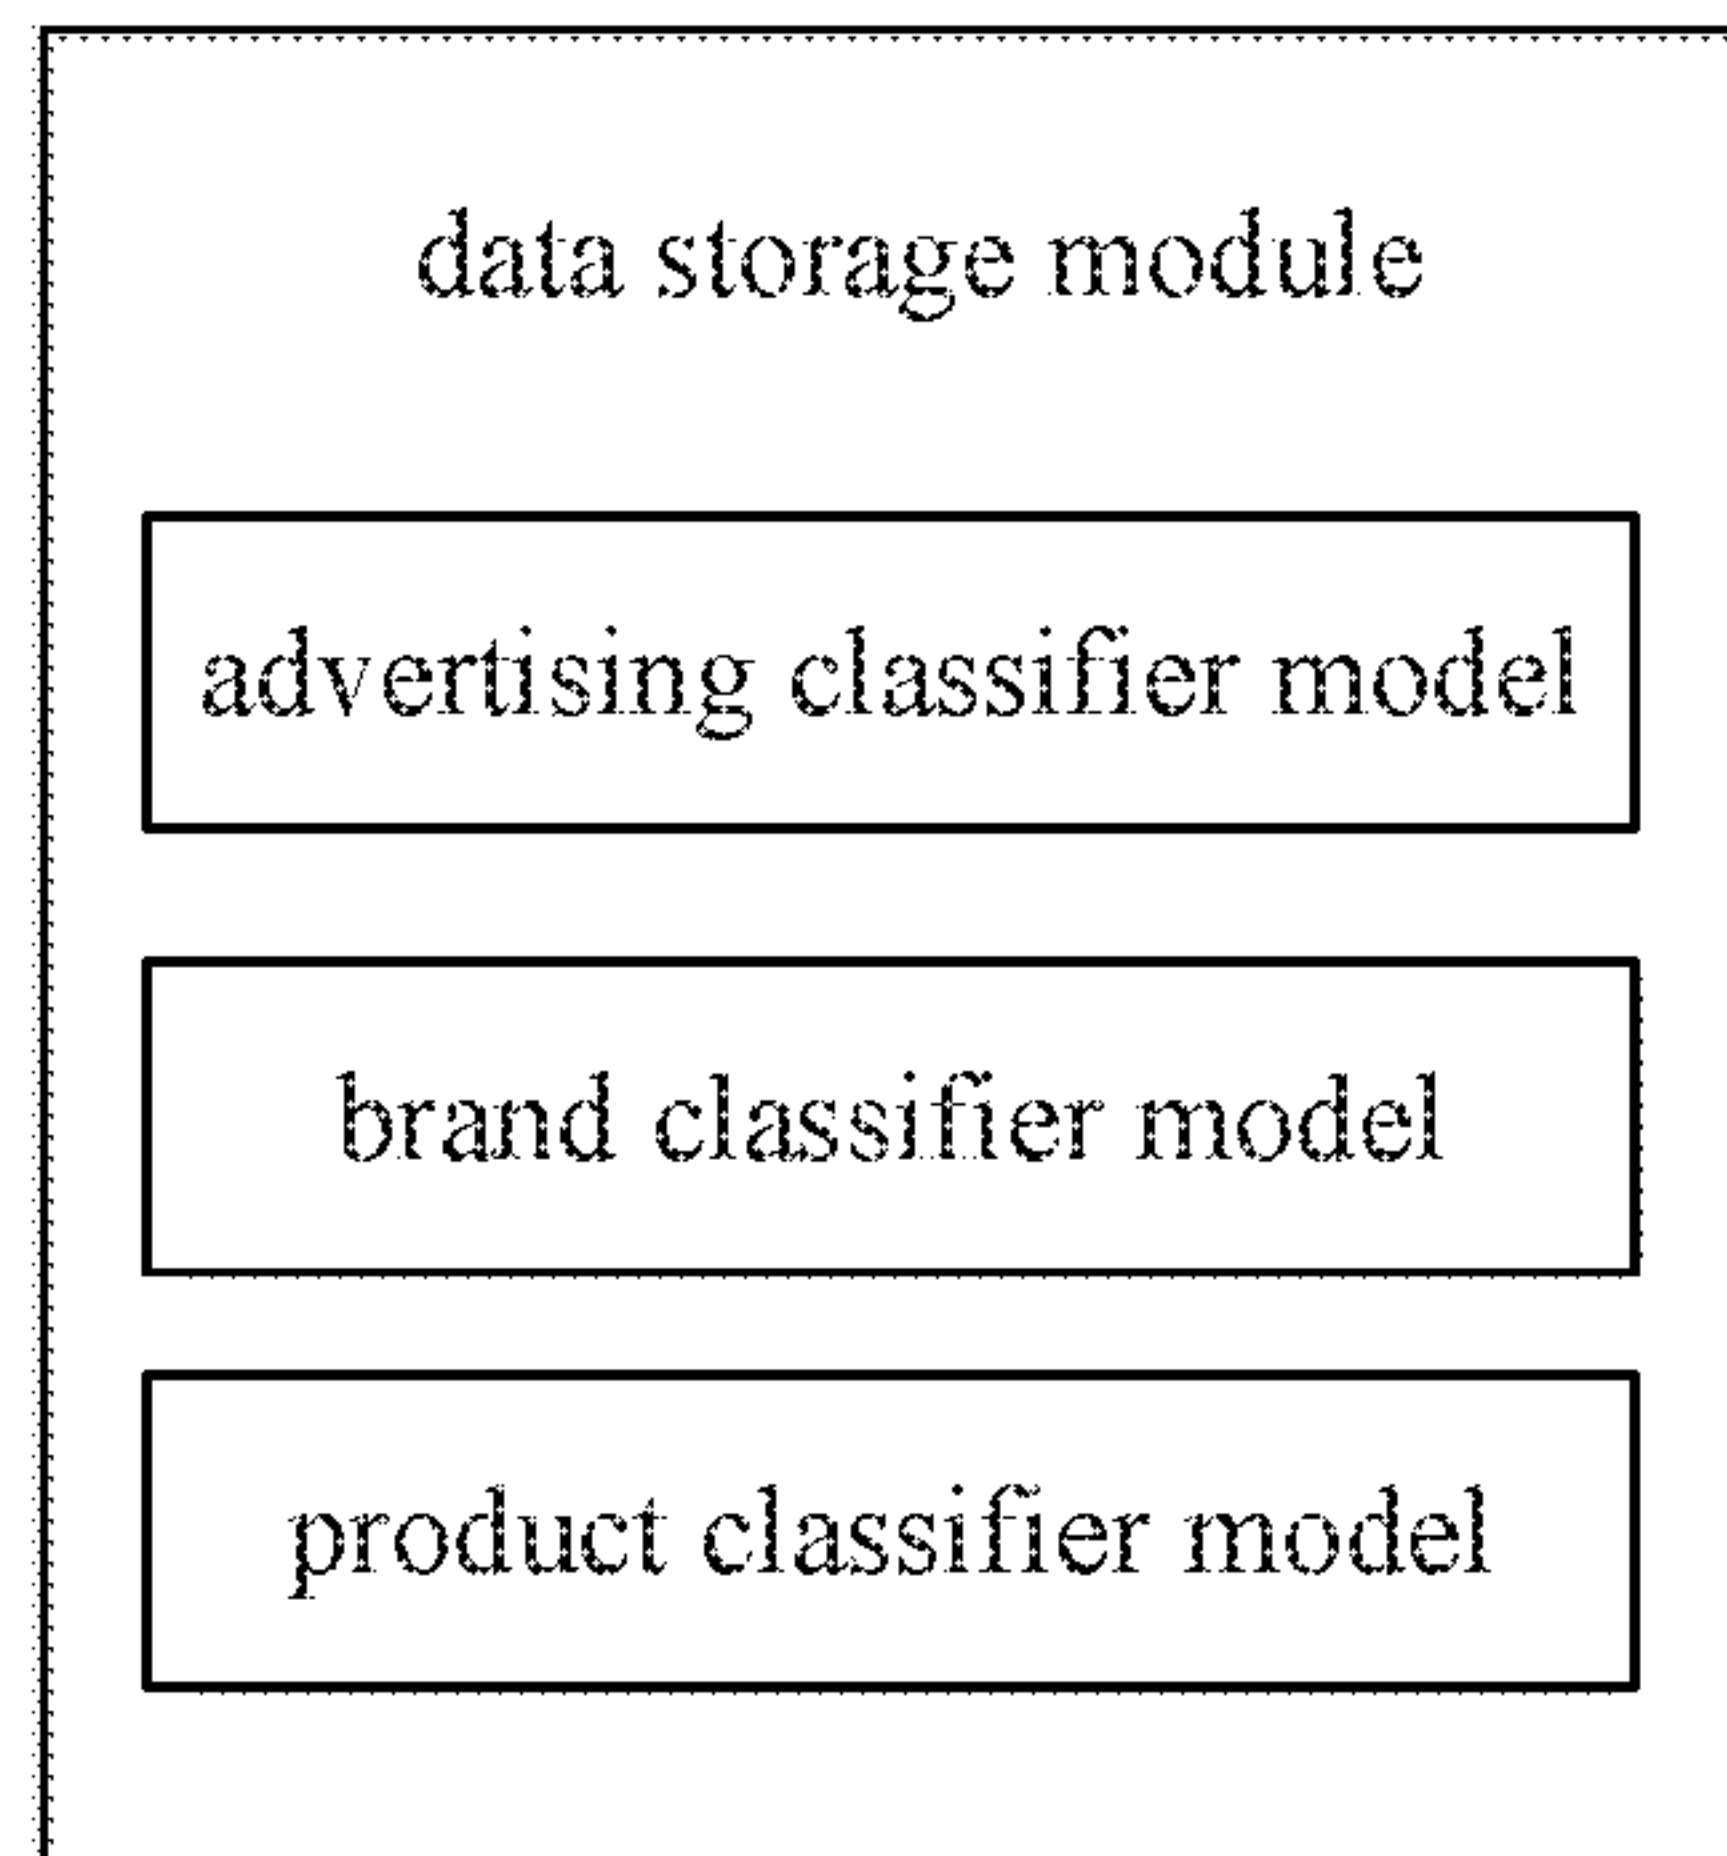 data storage module
advertising classifier model
brand classifier model
product classifier model